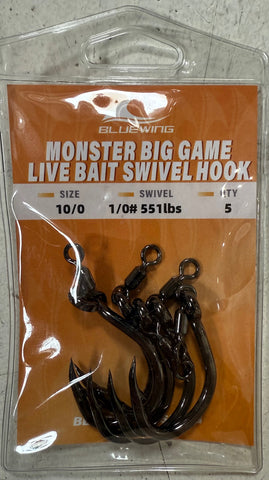 BLUEWING
MONSTER BIG GAME
LIVE BAIT SWIVEL HOOK
SIZE SWIVEL QTY
10/0 1/0# 551lbs 5